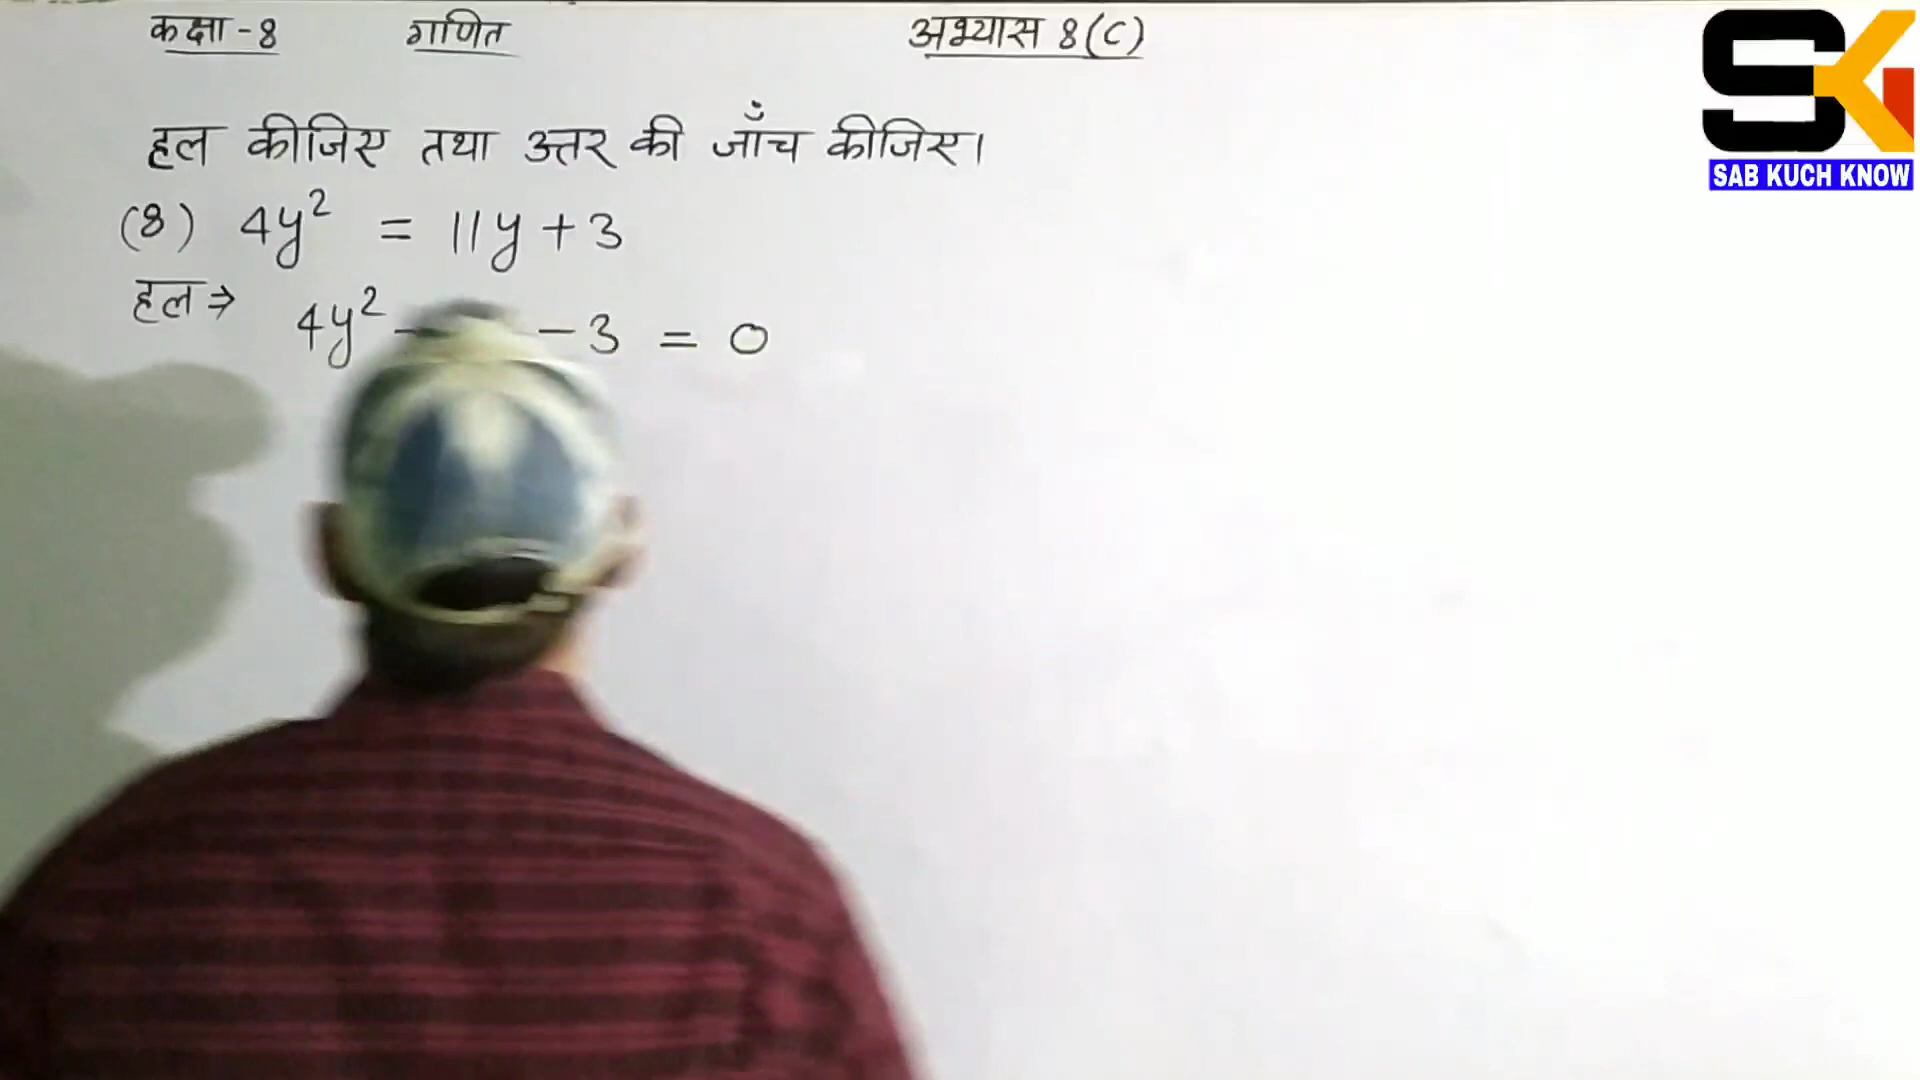 कक्षा - 8 गणित अभ्यास 8(C)
हल कीजिए तथा उत्तर की जाँच कीजिए।
(8) 4y² = 11y + 3
हल ⇒ 4y² - - 3 = 0
SK
SAB KUCH KNOW